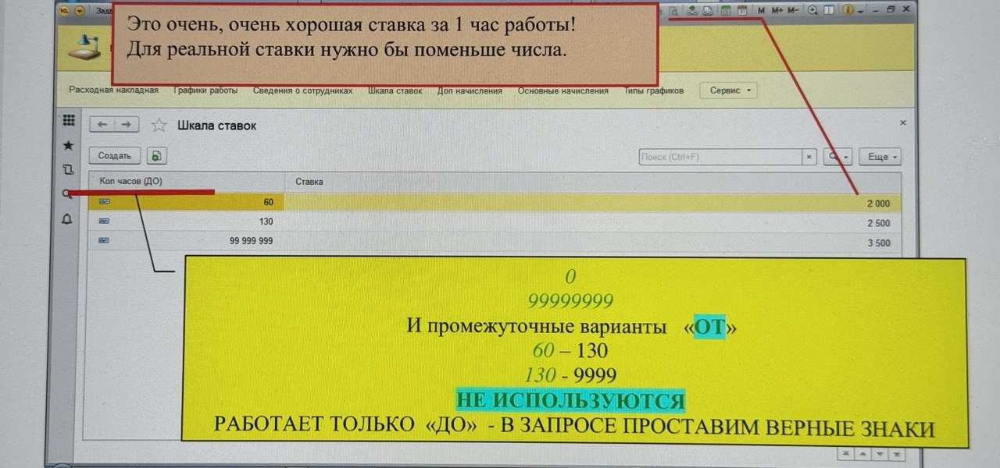 Это очень, очень хорошая ставка за 1 час работы!
Для реальной ставки нужно бы поменьше числа.
M M+ M-
Расходная накладная Графики работы Сведения о сотрудниках Шкала ставок Доп начисления Основные начисления Типы графиков Сервис
Шкала ставок
Создать Поиск (Ctrl+F) Еще
Кол часов (ДО) Ставка
60 2 000
130 2 500
99 999 999 3 500
0
99999999
И промежуточные варианты «ОТ»
60 – 130
130 - 9999
НЕ ИСПОЛЬЗУЮТСЯ
РАБОТАЕТ ТОЛЬКО «ДО» - В ЗАПРОСЕ ПРОСТАВИМ ВЕРНЫЕ ЗНАКИ